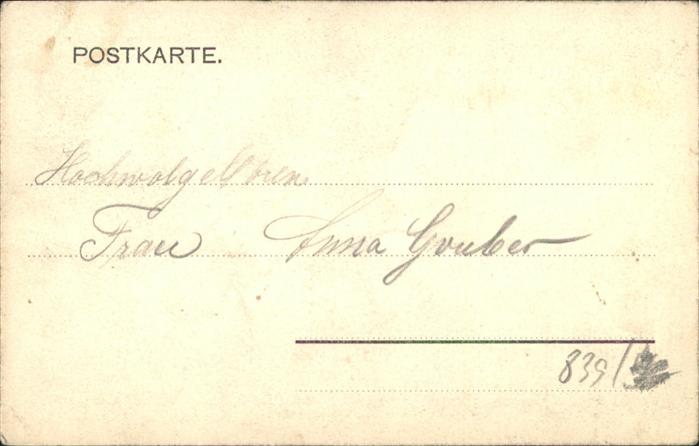 POSTKARTE.
Hochwolgeboren
Frau Anna Gruber
839/